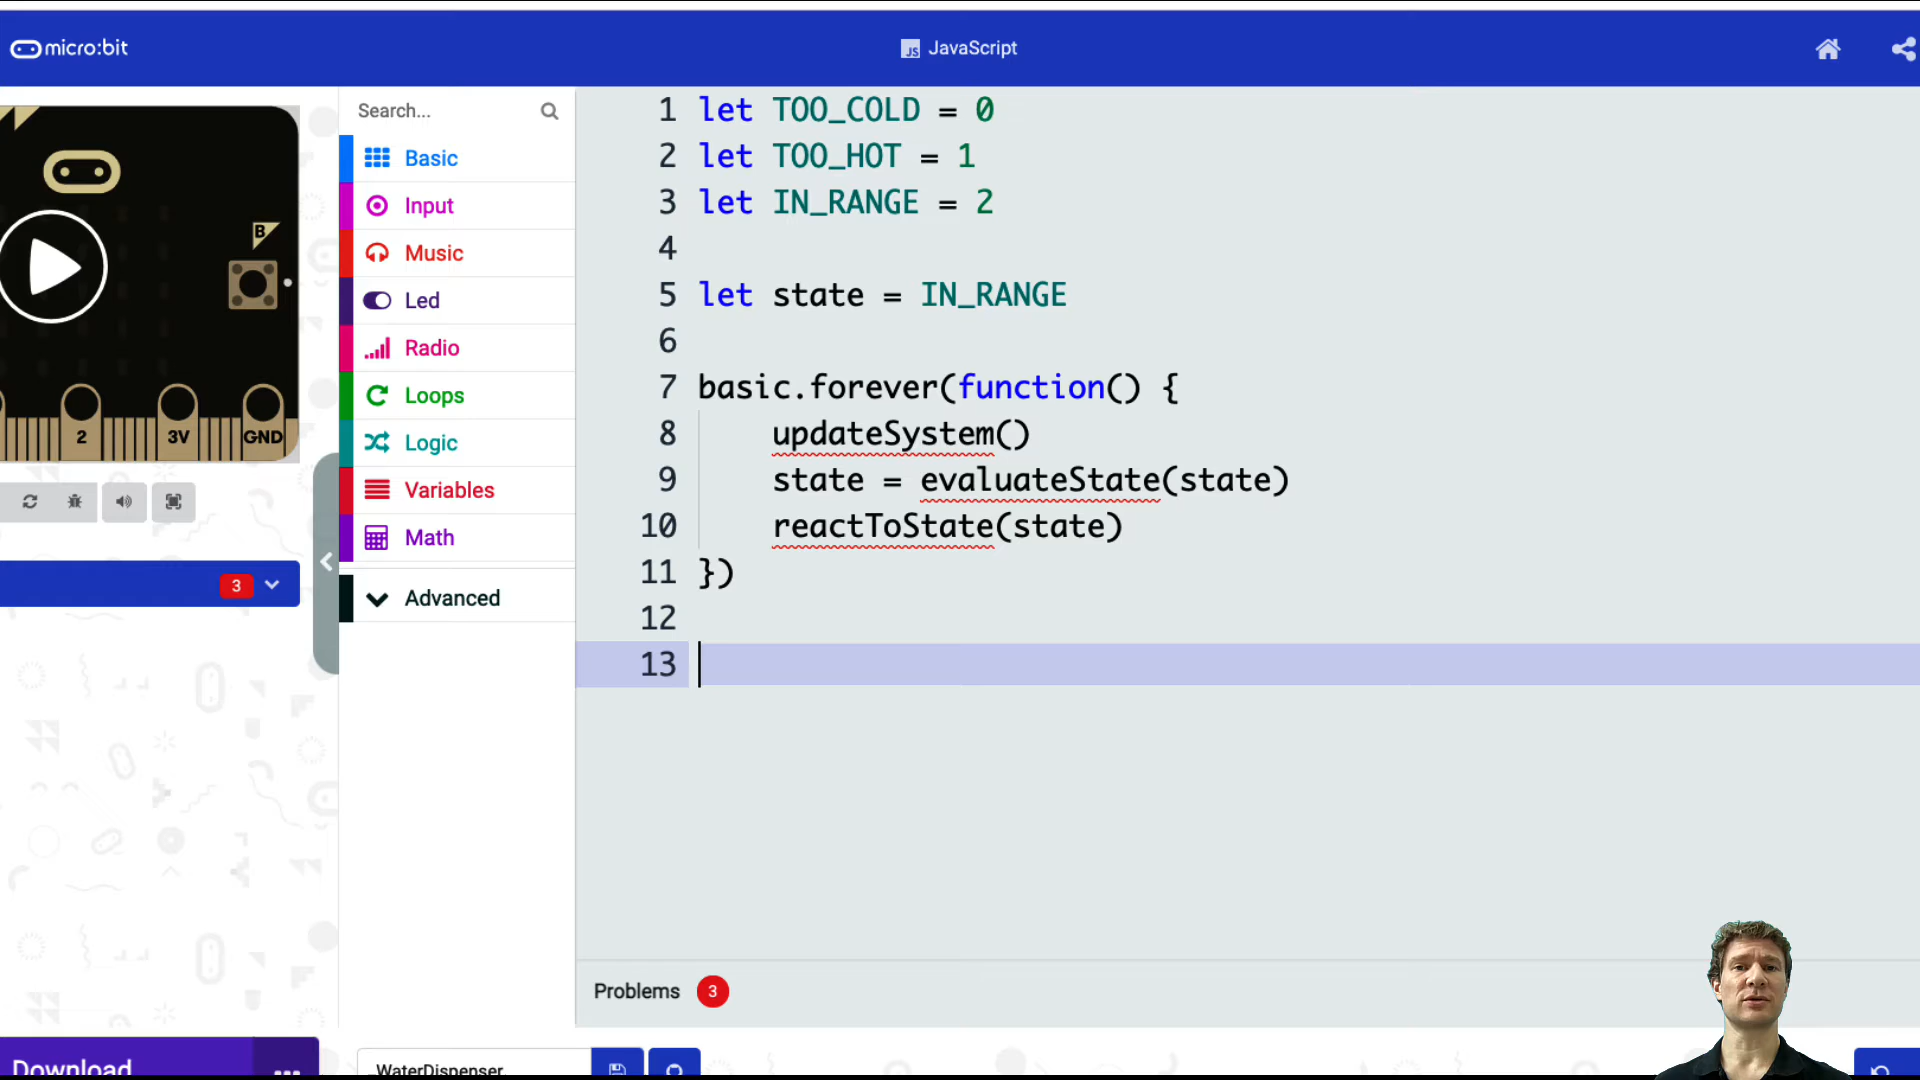 micro:bit
JS JavaScript
Search...
Basic
Input
Music
Led
Radio
Loops
Logic
Variables
Math
Advanced
B
2 3V GND
3
1 let TOO_COLD = 0
2 let TOO_HOT = 1
3 let IN_RANGE = 2
4
5 let state = IN_RANGE
6
7 basic.forever(function() {
8 updateSystem()
9 state = evaluateState(state)
10 reactToState(state)
11 })
12
13
Problems 3
Download ...
WaterDispenser